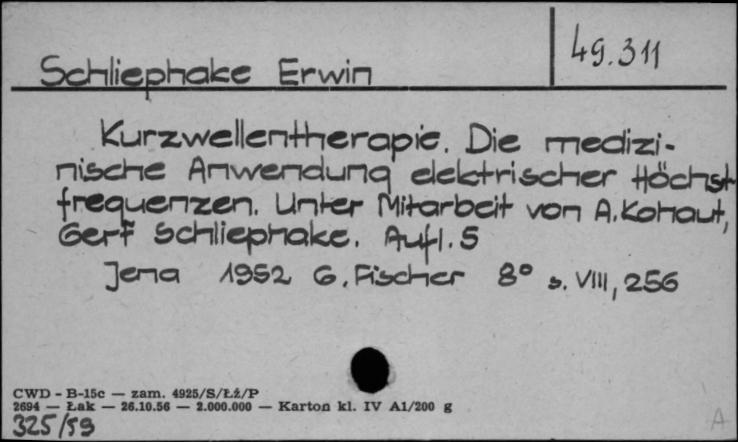 49.311
Schliephake Erwin
Kurzwellentherapie. Die medizi-
nische Anwendung elektrischer Höchst
frequenzen. Unter Mitarbeit von A. Kohaut,
Gert Schliephake. Aufl. 5
Jena 1952 G. Fischer 8° s. VIII, 256
CWD - B-15c — zam. 4925/S/Łż/P
2694 — Łak — 26.10.56 — 2.000.000 — Karton kl. IV A1/200 g
325/59
A